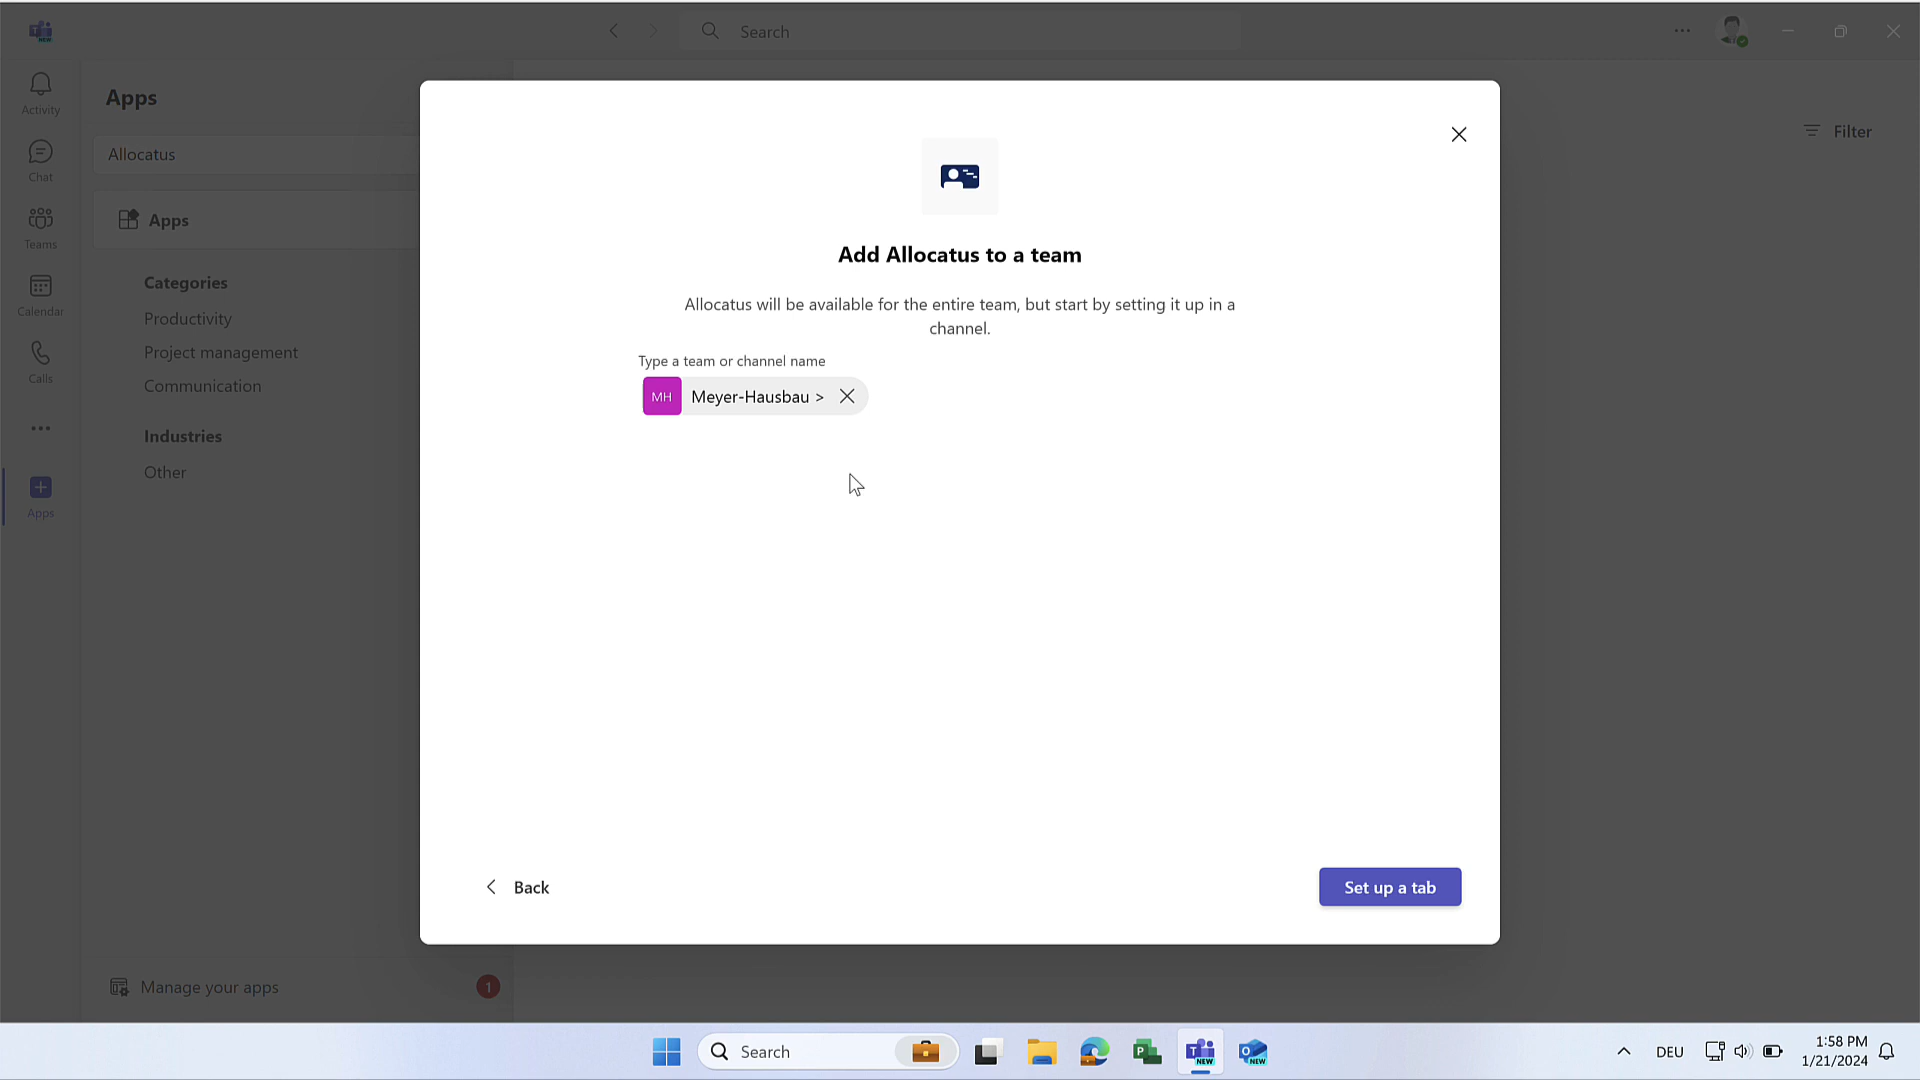 Search
Activity
Chat
Teams
Calendar
Calls
Apps
Apps
Allocatus
Apps
Categories
Productivity
Project management
Communication
Industries
Other
Manage your apps
1
Filter
Add Allocatus to a team
Allocatus will be available for the entire team, but start by setting it up in a
channel.
Type a team or channel name
MH Meyer-Hausbau >
Back
Set up a tab
Search
P
T
NEW
O
NEW
DEU
1:58 PM
1/21/2024